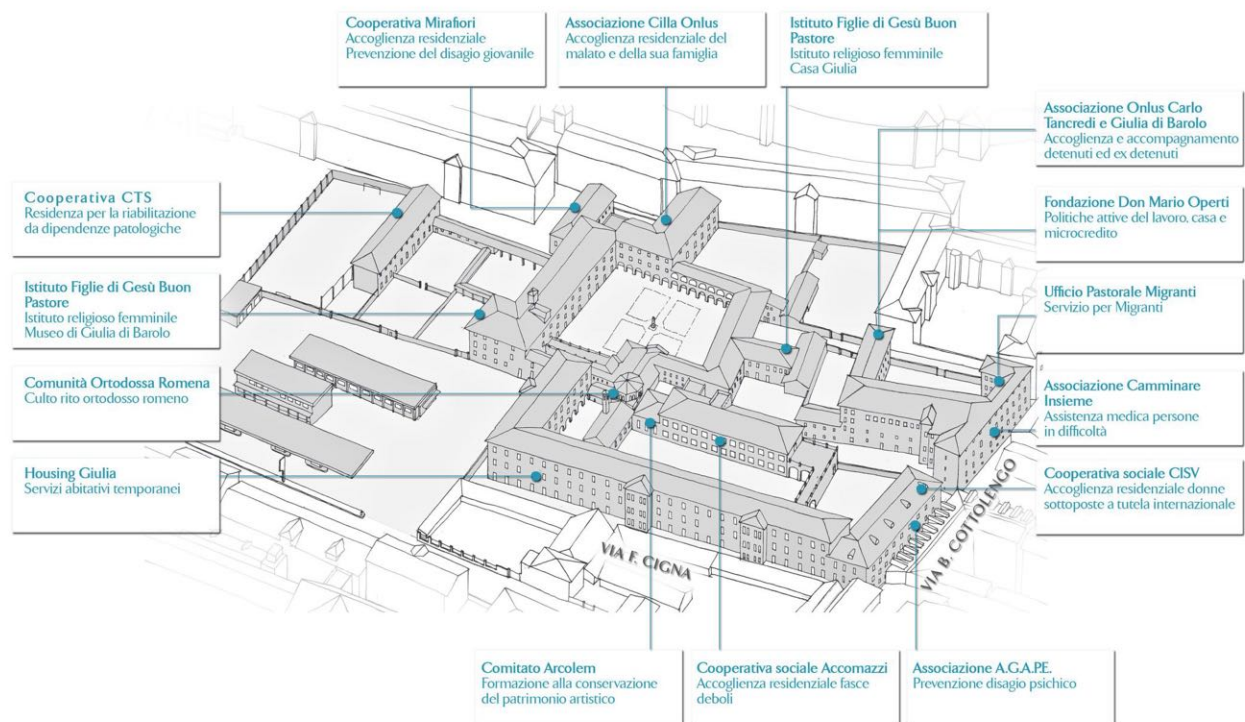 Cooperativa Mirafiori
Accoglienza residenziale
Prevenzione del disagio giovanile
Associazione Cilla Onlus
Accoglienza residenziale del
malato e della sua famiglia
Istituto Figlie di Gesù Buon
Pastore
Istituto religioso femminile
Casa Giulia
Associazione Onlus Carlo
Tancredi e Giulia di Barolo
Accoglienza e accompagnamento
detenuti ed ex detenuti
Cooperativa CTS
Residenza per la riabilitazione
da dipendenze patologiche
Fondazione Don Mario Operti
Politiche attive del lavoro, casa e
microcredito
Istituto Figlie di Gesù Buon
Pastore
Istituto religioso femminile
Museo di Giulia di Barolo
Ufficio Pastorale Migranti
Servizio per Migranti
Comunità Ortodossa Romena
Culto rito ortodosso romeno
Associazione Camminare
Insieme
Assistenza medica persone
in difficoltà
Housing Giulia
Servizi abitativi temporanei
Cooperativa sociale CISV
Accoglienza residenziale donne
sottoposte a tutela internazionale
VIA F. CIGNA
VIA B. COTTOLENGO
Comitato Arcolem
Formazione alla conservazione
del patrimonio artistico
Cooperativa sociale Accomazzi
Accoglienza residenziale fasce
deboli
Associazione A.G.A.P.E.
Prevenzione disagio psichico